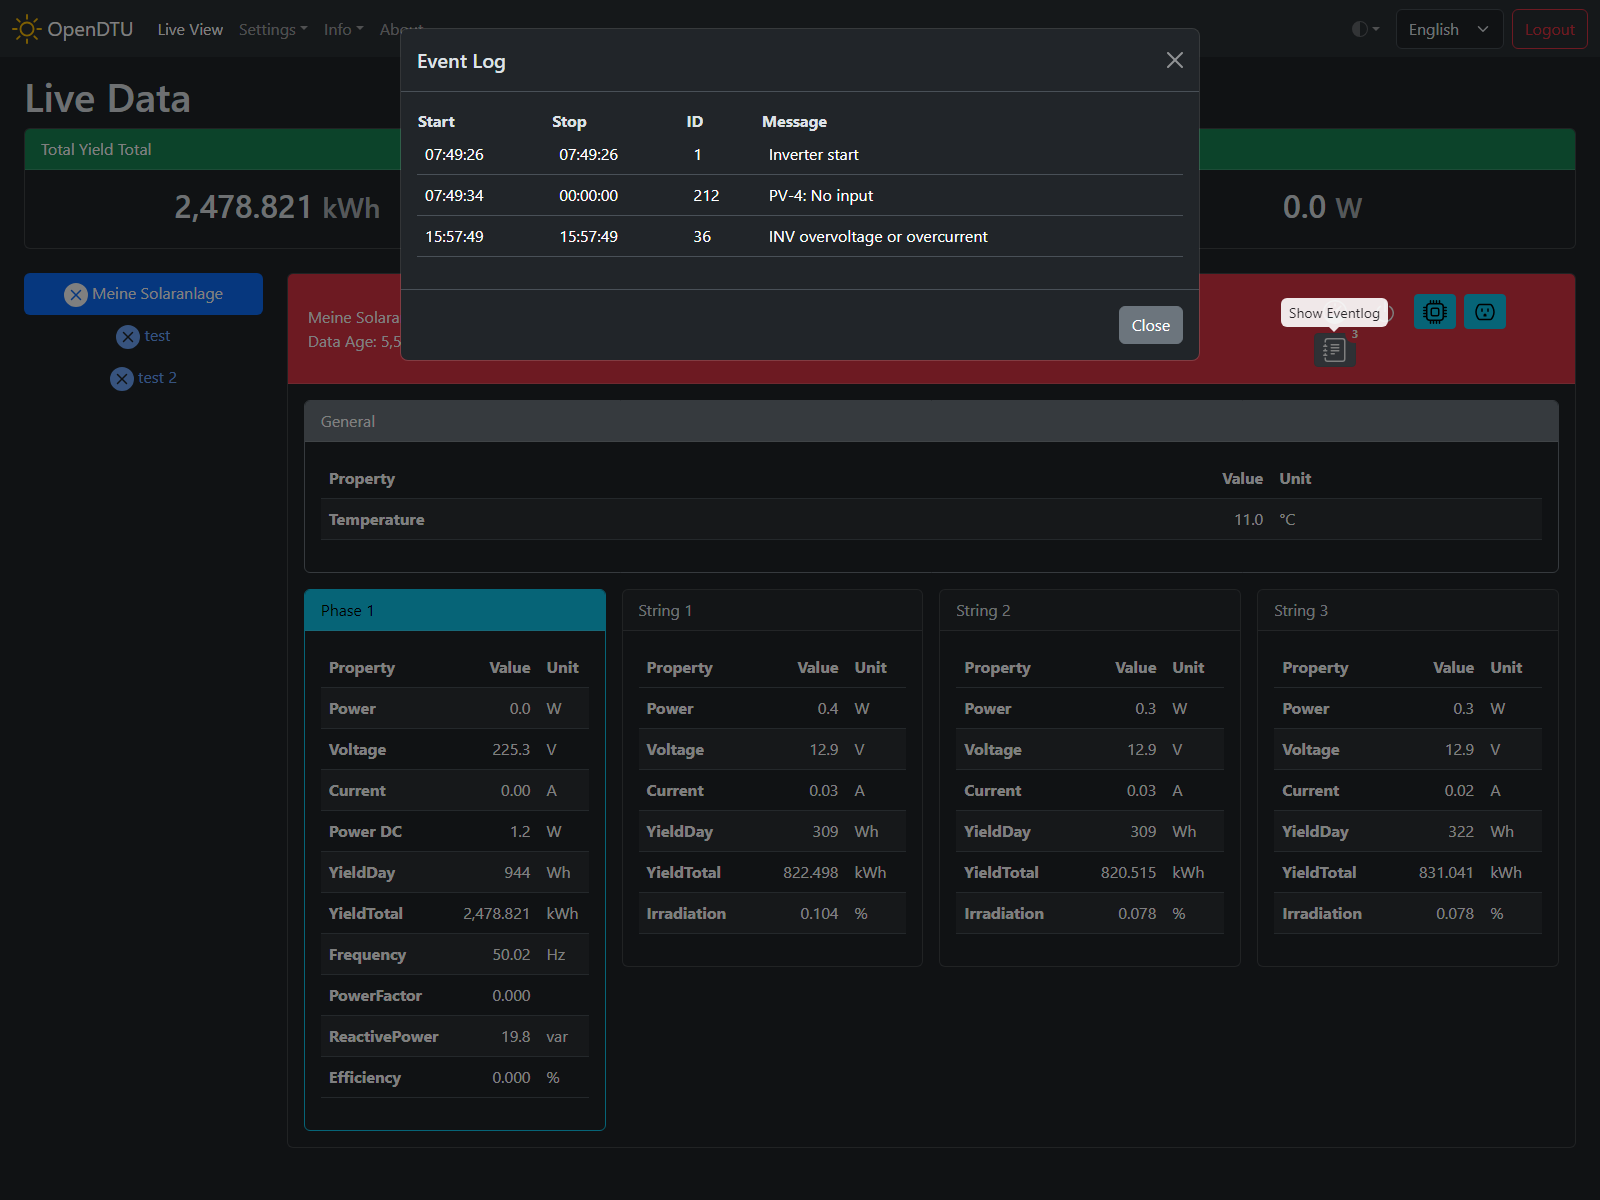 OpenDTU Live View Settings Info About English Logout
Event Log
Live Data
Start Stop ID Message
Total Yield Total
07:49:26 07:49:26 1 Inverter start
07:49:34 00:00:00 212 PV-4: No input
2,478.821 kWh
0.0 W
15:57:49 15:57:49 36 INV overvoltage or overcurrent
Close
Meine Solaranlage
test
test 2
Meine Solara
Data Age: 5,5
Show Eventlog
3
General
Property Value Unit
Temperature 11.0 °C
Phase 1
Property Value Unit
Power 0.0 W
Voltage 225.3 V
Current 0.00 A
Power DC 1.2 W
YieldDay 944 Wh
YieldTotal 2,478.821 kWh
Frequency 50.02 Hz
PowerFactor 0.000
ReactivePower 19.8 var
Efficiency 0.000 %
String 1
Property Value Unit
Power 0.4 W
Voltage 12.9 V
Current 0.03 A
YieldDay 309 Wh
YieldTotal 822.498 kWh
Irradiation 0.104 %
String 2
Property Value Unit
Power 0.3 W
Voltage 12.9 V
Current 0.03 A
YieldDay 309 Wh
YieldTotal 820.515 kWh
Irradiation 0.078 %
String 3
Property Value Unit
Power 0.3 W
Voltage 12.9 V
Current 0.02 A
YieldDay 322 Wh
YieldTotal 831.041 kWh
Irradiation 0.078 %